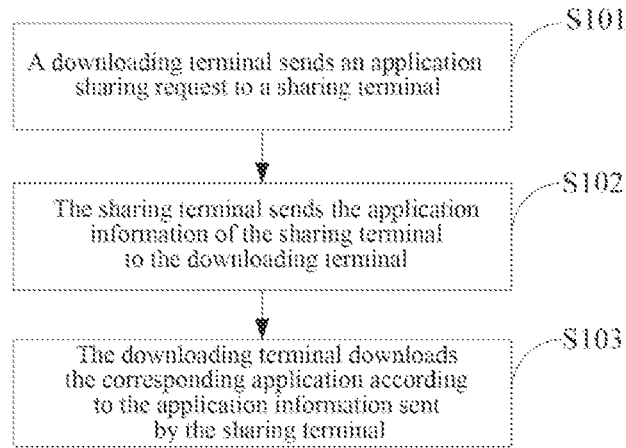 S101
A downloading terminal sends an application
sharing request to a sharing terminal
S102
The sharing terminal sends the application
information of the sharing terminal
to the downloading terminal
S103
The downloading terminal downloads
the corresponding application according
to the application information sent
by the sharing terminal